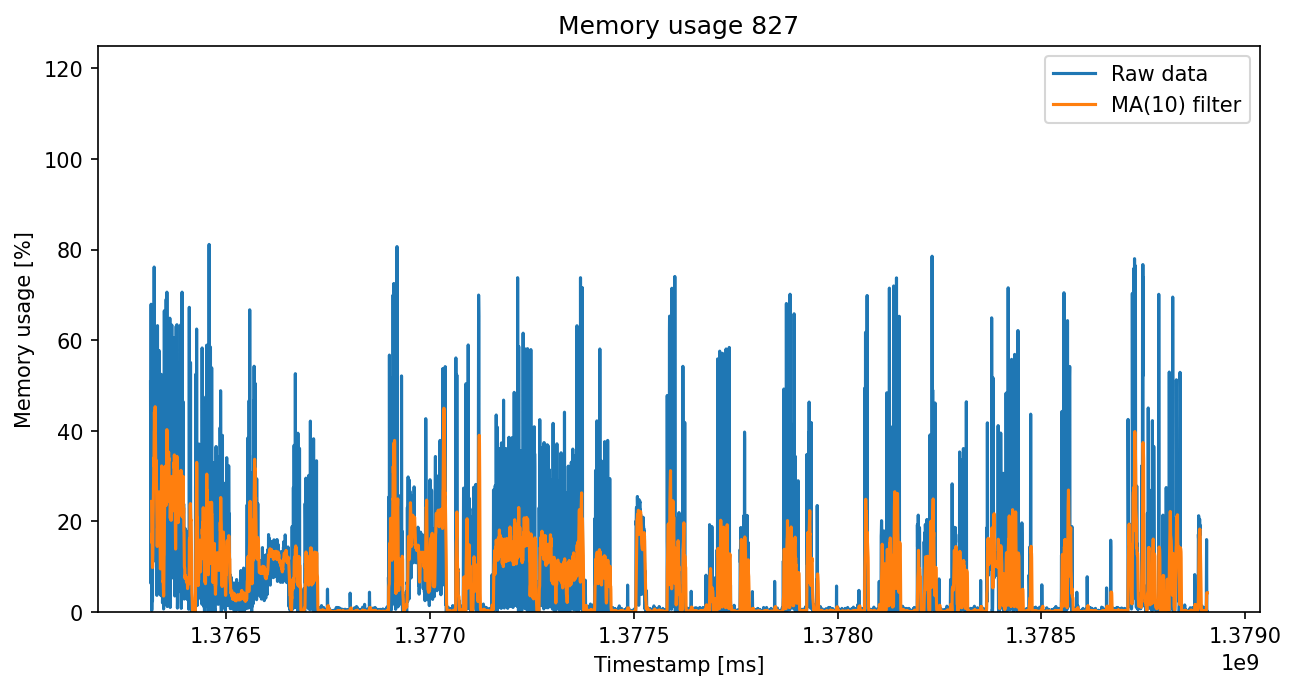 Memory usage 827
Raw data
MA(10) filter
Memory usage [%]
120
100
80
60
40
20
0
1.3765 1.3770 1.3775 1.3780 1.3785 1.3790
1e9
Timestamp [ms]